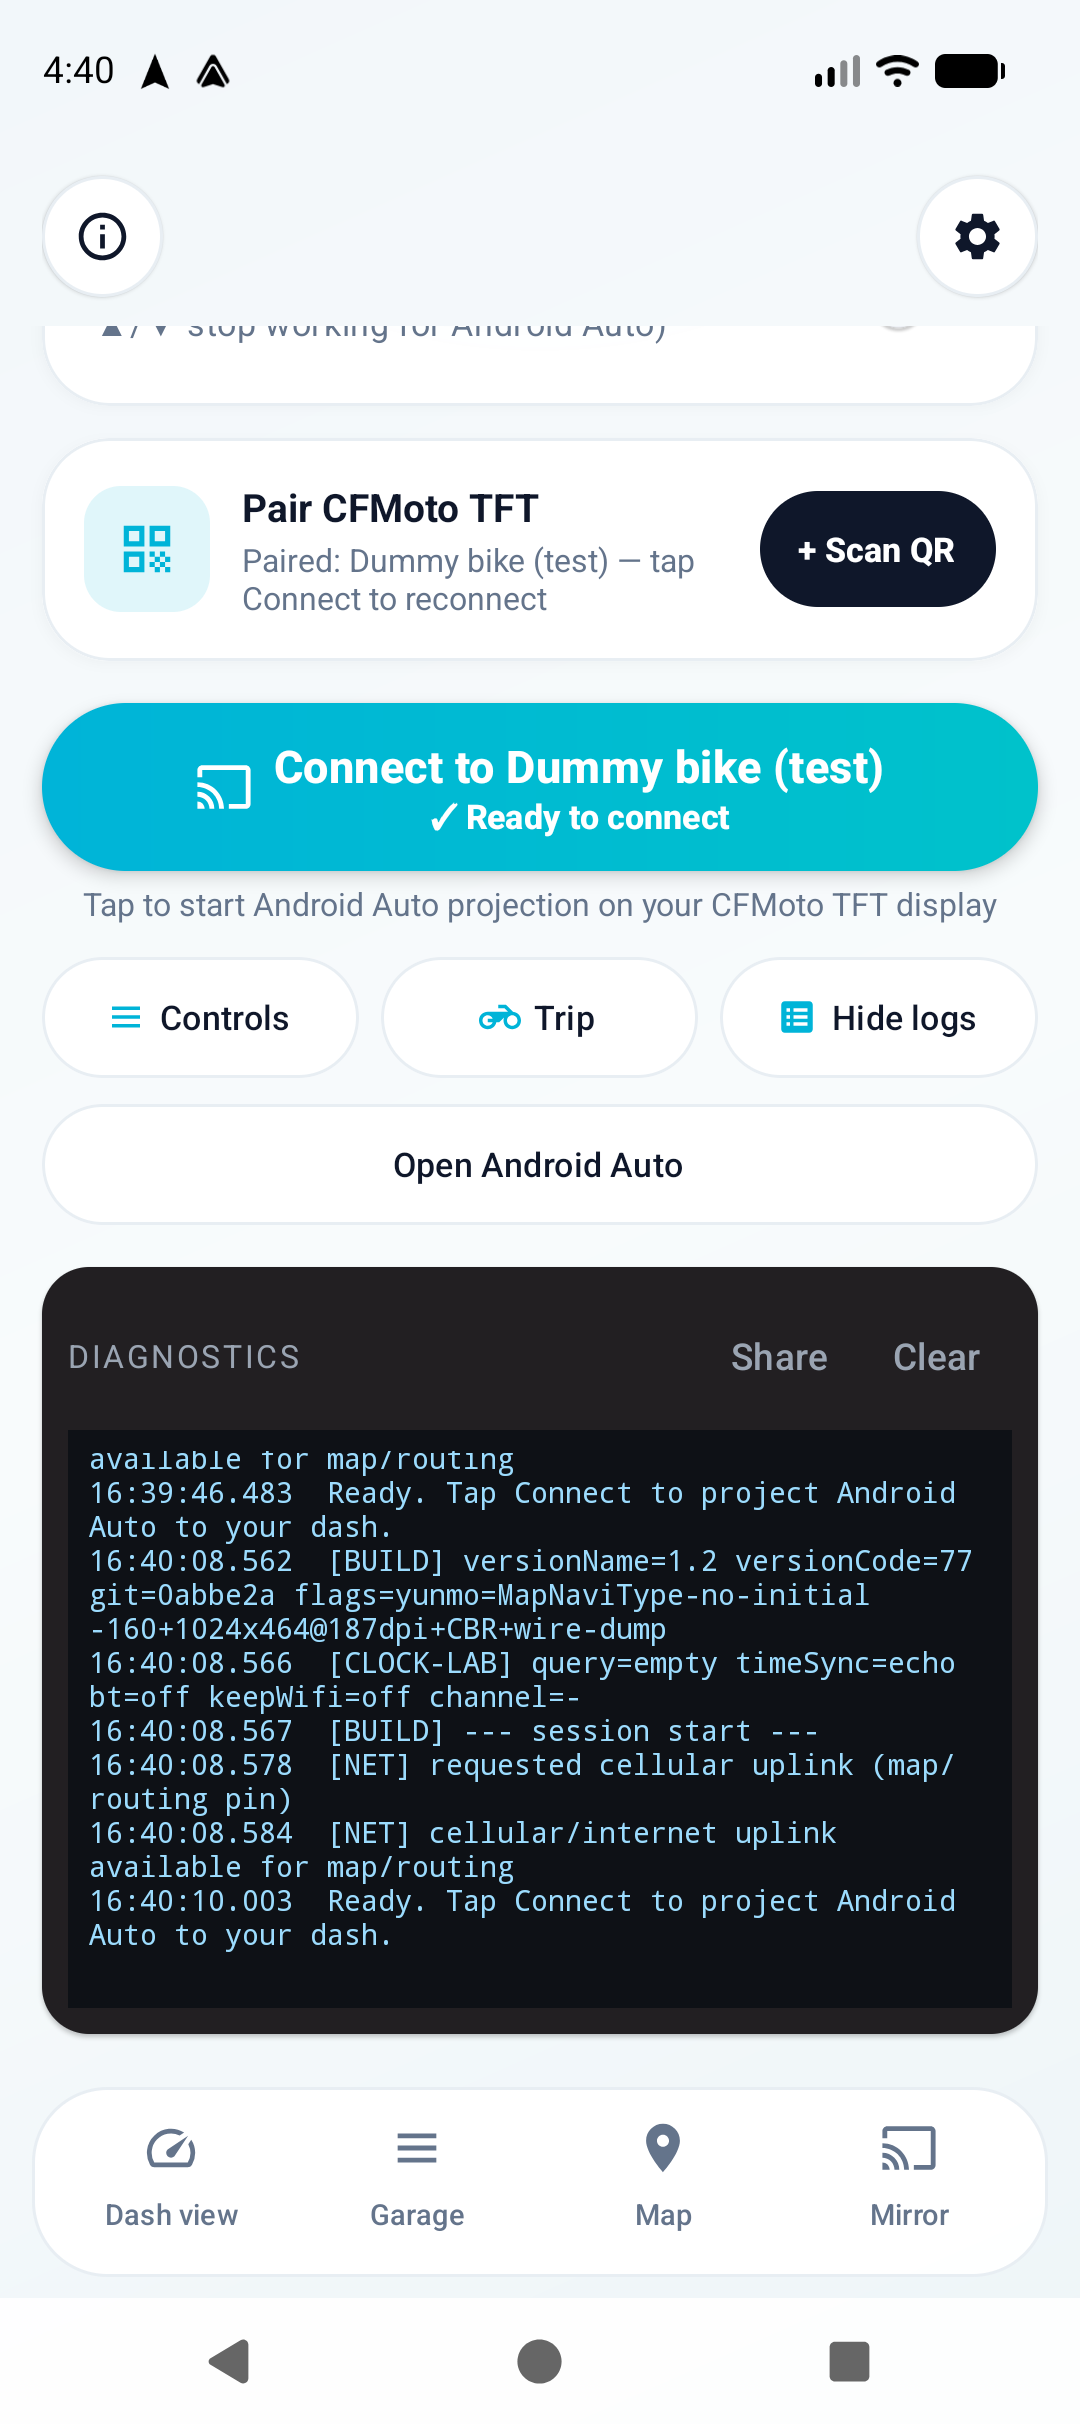 4:40
▲/▼ stop working for Android Auto)
Pair CFMoto TFT
Paired: Dummy bike (test) — tap
Connect to reconnect
+ Scan QR
Connect to Dummy bike (test)
✓ Ready to connect
Tap to start Android Auto projection on your CFMoto TFT display
Controls
Trip
Hide logs
Open Android Auto
DIAGNOSTICS
Share
Clear
available for map/routing
16:39:46.483  Ready. Tap Connect to project Android
Auto to your dash.
16:40:08.562  [BUILD] versionName=1.2 versionCode=77
git=0abbe2a flags=yunmo=MapNaviType-no-initial
-160+1024x464@187dpi+CBR+wire-dump
16:40:08.566  [CLOCK-LAB] query=empty timeSync=echo
bt=off keepWifi=off channel=-
16:40:08.567  [BUILD] --- session start ---
16:40:08.578  [NET] requested cellular uplink (map/
routing pin)
16:40:08.584  [NET] cellular/internet uplink
available for map/routing
16:40:10.003  Ready. Tap Connect to project Android
Auto to your dash.
Dash view
Garage
Map
Mirror